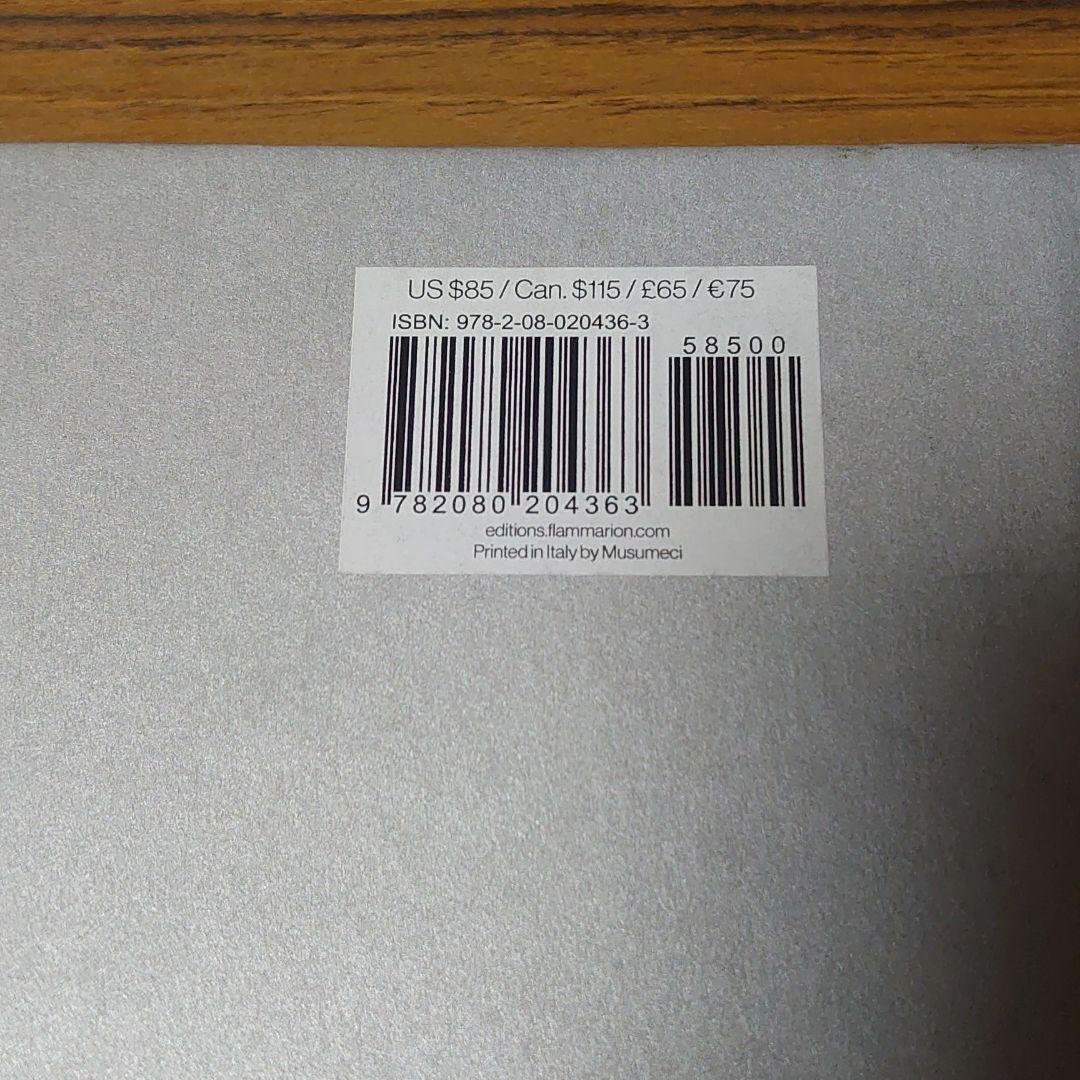 US $85 / Can. $115 / £65 / €75
ISBN: 978-2-08-020436-3
58500
9 782080 204363
editions.flammarion.com
Printed in Italy by Musumeci